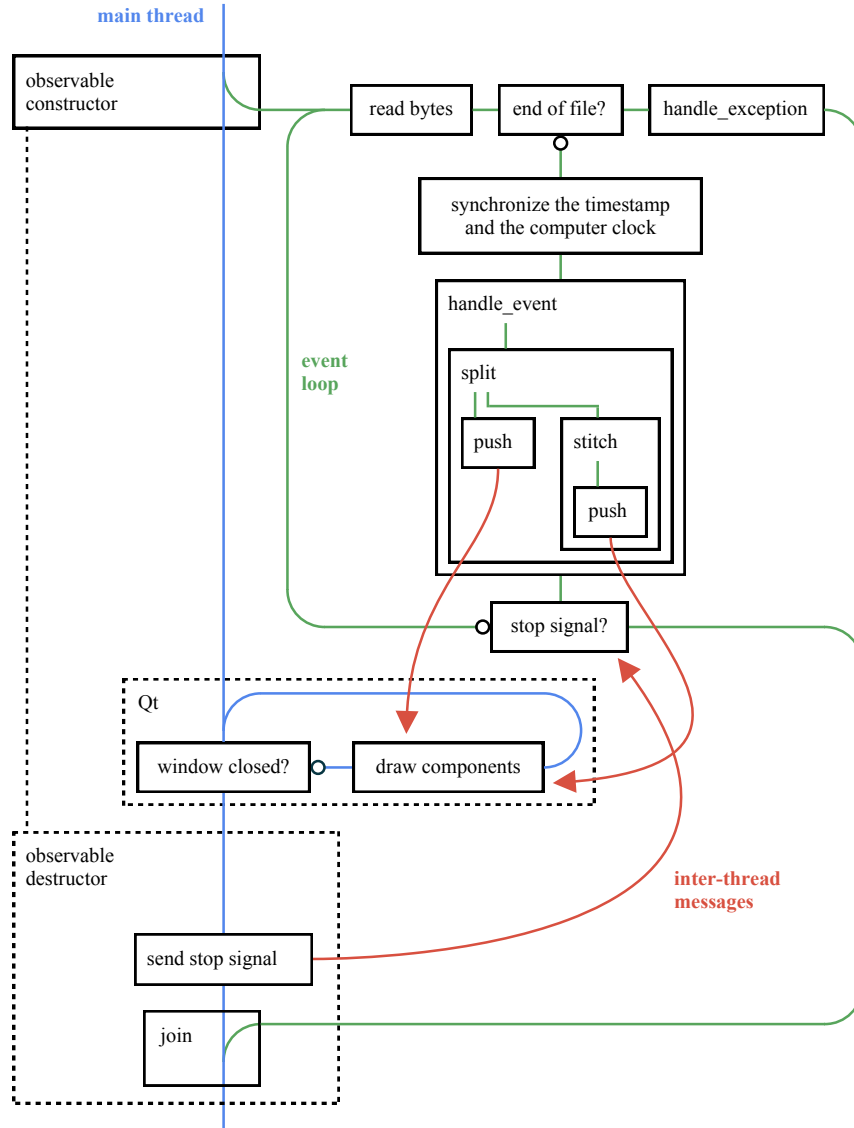 main thread
observable
constructor
read bytes
end of file?
handle_exception
synchronize the timestamp
and the computer clock
handle_event
event
loop
split
push
stitch
push
stop signal?
Qt
window closed?
draw components
observable
destructor
inter-thread
messages
send stop signal
join